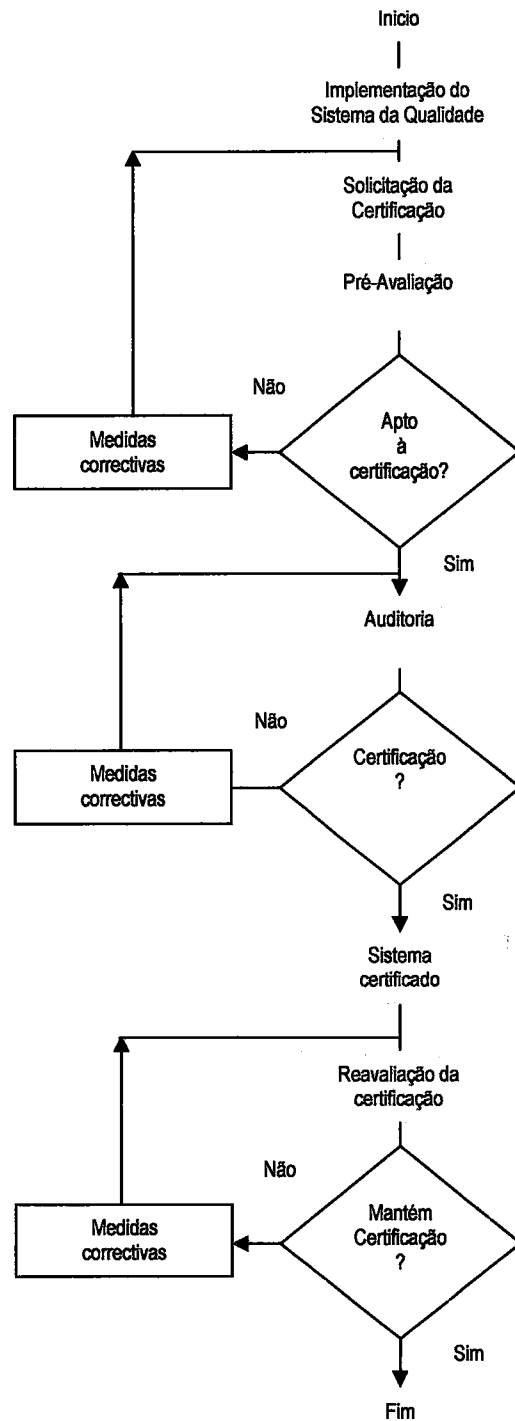 Inicio
Implementação do
Sistema da Qualidade
Solicitação da
Certificação
Pré-Avaliação
Não
Apto
à
certificação?
Medidas
correctivas
Sim
Auditoria
Não
Certificação
?
Medidas
correctivas
Sim
Sistema
certificado
Reavaliação da
certificação
Não
Mantém
Certificação
?
Medidas
correctivas
Sim
Fim